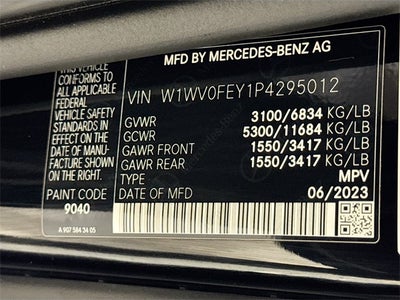 MFD BY MERCEDES-BENZ AG
THIS VEHICLE
CONFORMS
TO ALL
APPLICABLE
VEHICLE SAFETY
STANDARDS
IN EFFECT ON THE
DATE OF MANU-
FACTURE SHOWN
ON THE RIGHT.
PAINT CODE
9040
A 907 584 34 05
VIN W1WV0FEY1P4295012
GVWR 3100/6834 KG/LB
GCWR 5300/11684 KG/LB
GAWR FRONT 1550/3417 KG/LB
GAWR REAR 1550/3417 KG/LB
TYPE MPV
DATE OF MFD 06/2023